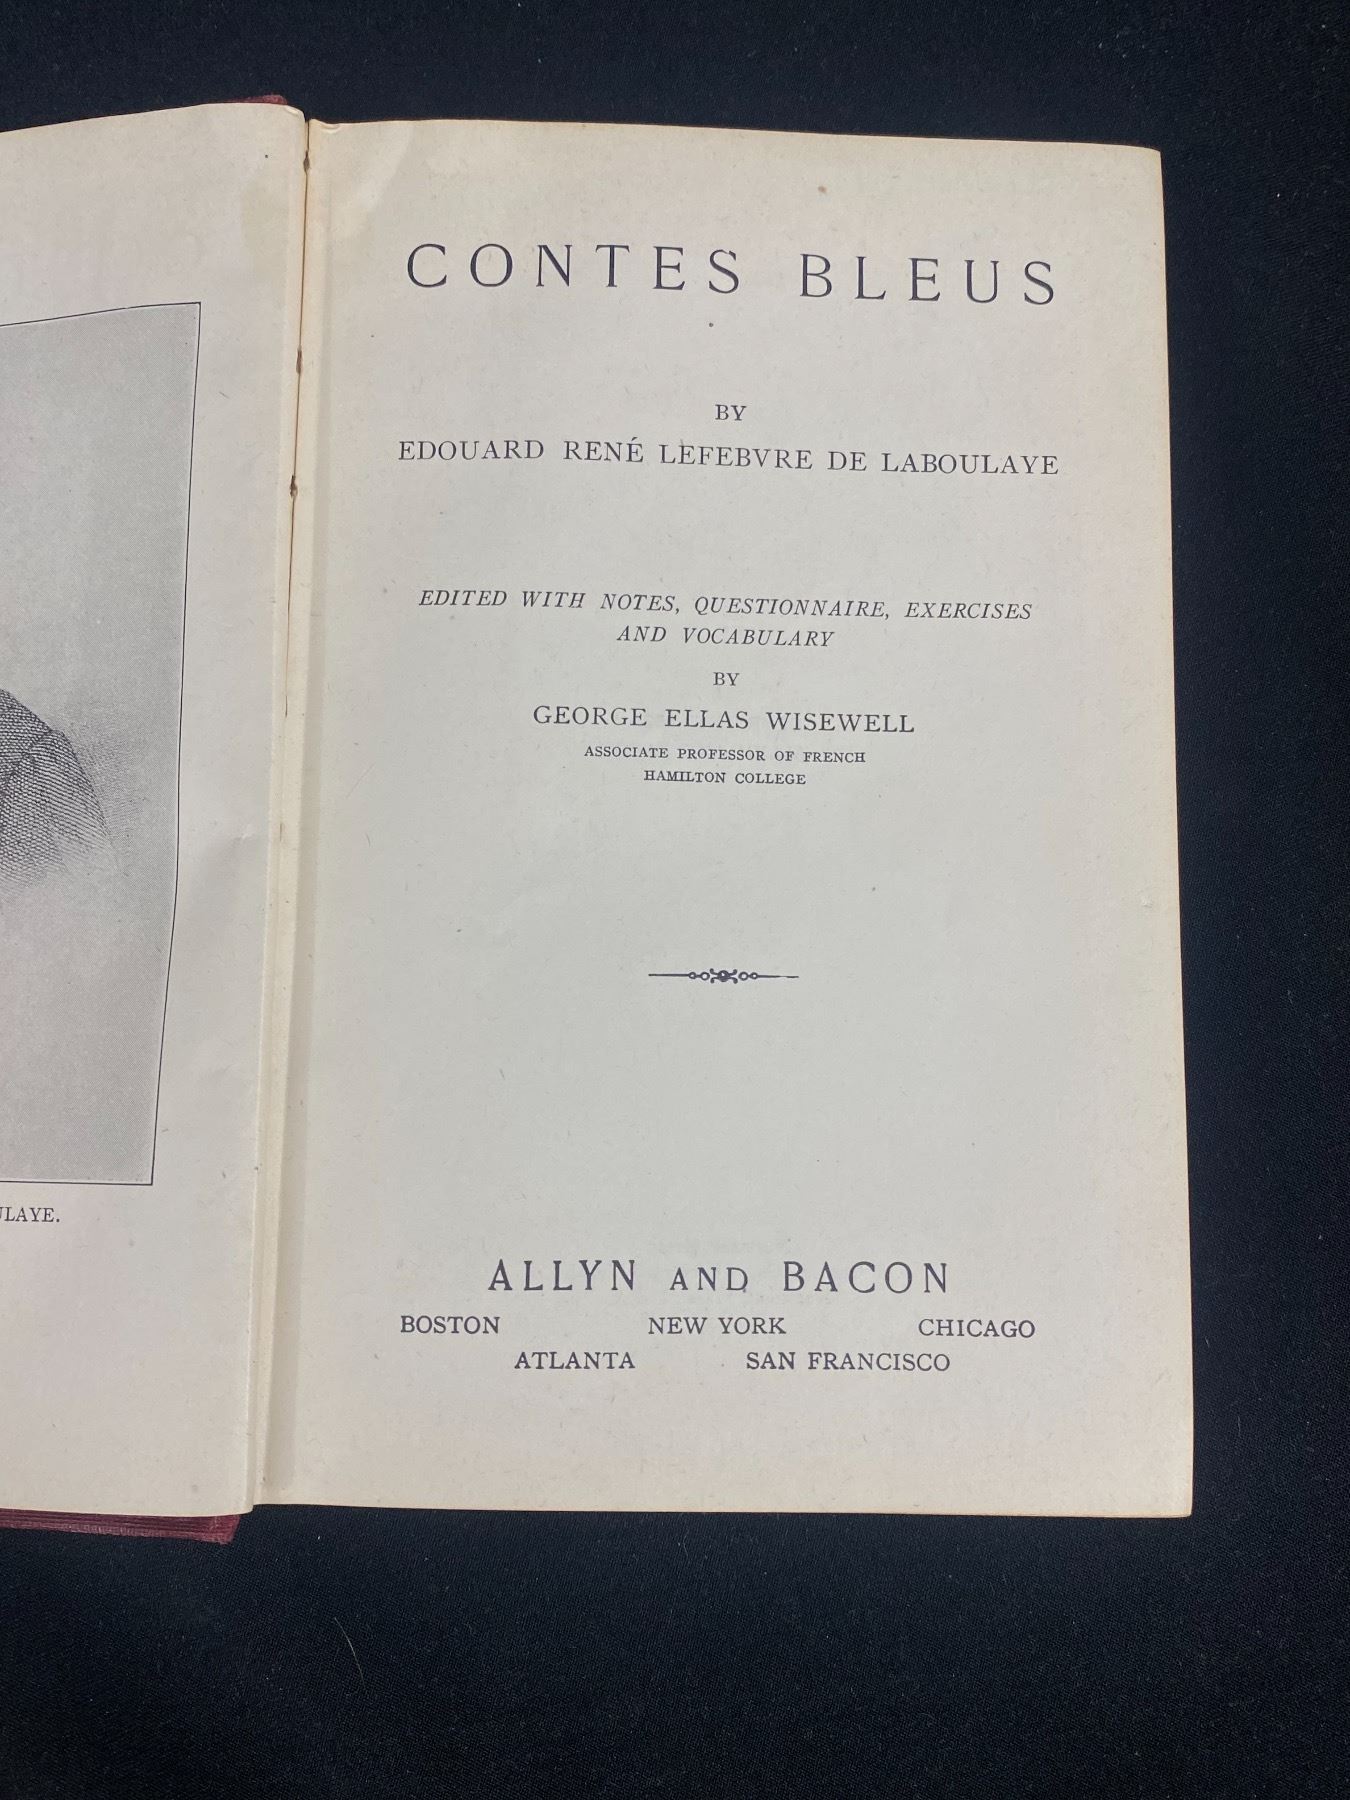 CONTES BLEUS
BY
EDOUARD RENÉ LEFEBVRE DE LABOULAYE
EDITED WITH NOTES, QUESTIONNAIRE, EXERCISES
AND VOCABULARY
BY
GEORGE ELLAS WISEWELL
ASSOCIATE PROFESSOR OF FRENCH
HAMILTON COLLEGE
ALLYN AND BACON
BOSTON NEW YORK CHICAGO
ATLANTA SAN FRANCISCO